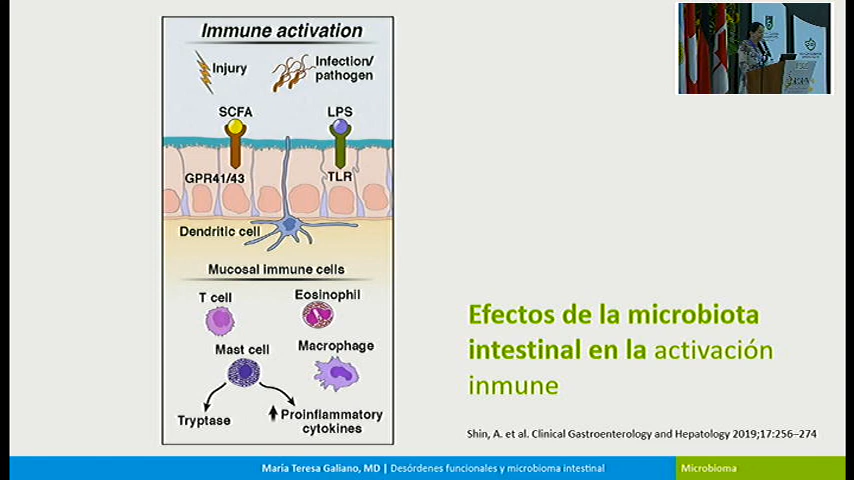 Immune activation
Injury
Infection/
pathogen
SCFA
LPS
GPR41/43
TLR
Dendritic cell
Mucosal immune cells
T cell
Eosinophil
Mast cell
Macrophage
Tryptase
Proinflammatory
cytokines
Efectos de la microbiota
intestinal en la activación
inmune
Shin, A. et al. Clinical Gastroenterology and Hepatology 2019;17:256–274
María Teresa Galiano, MD | Desórdenes funcionales y microbioma intestinal
Microbioma